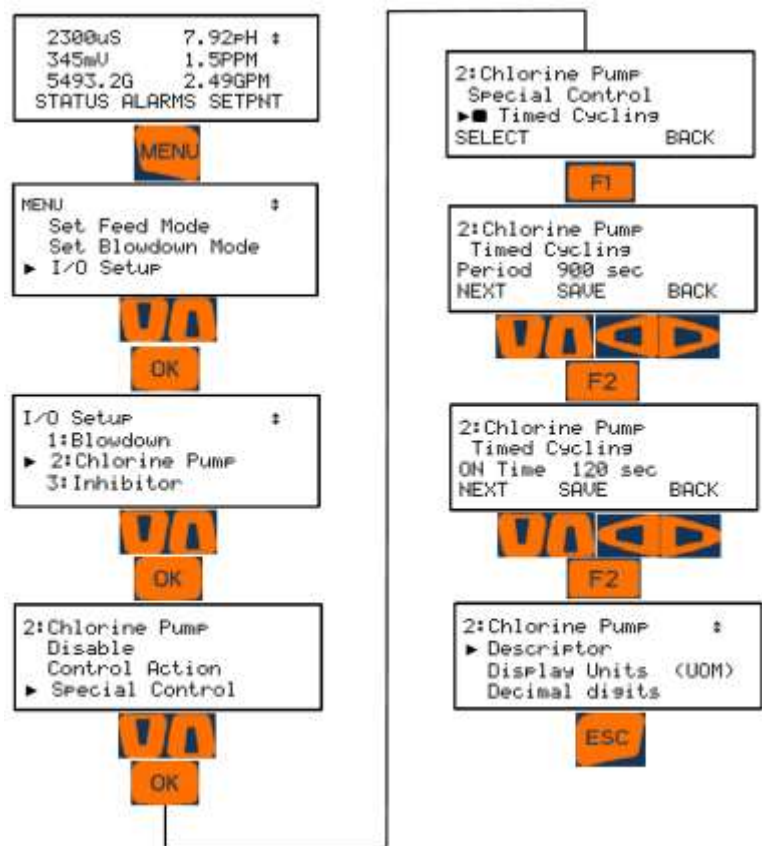 2300uS 7.92pH ↕
345mV 1.5PPM
5493.2G 2.49GPM
STATUS ALARMS SETPNT
MENU
MENU ↕
Set Feed Mode
Set Blowdown Mode
▶ I/O Setup
OK
I/O Setup ↕
1:Blowdown
▶ 2:Chlorine Pump
3:Inhibitor
OK
2:Chlorine Pump
Disable
Control Action
▶ Special Control
OK
2:Chlorine Pump
Special Control
▶■ Timed Cycling
SELECT BACK
F1
2:Chlorine Pump
Timed Cycling
Period 900 sec
NEXT SAVE BACK
F2
2:Chlorine Pump
Timed Cycling
ON Time 120 sec
NEXT SAVE BACK
F2
2:Chlorine Pump ↕
▶ Descriptor
Display Units (UOM)
Decimal digits
ESC